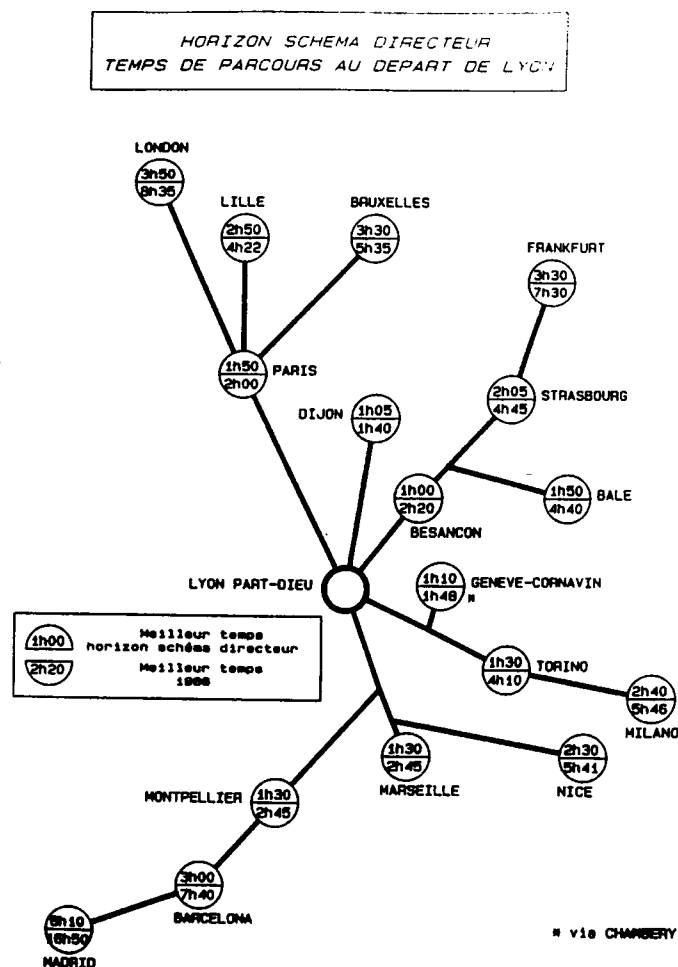 HORIZON SCHEMA DIRECTEUR
TEMPS DE PARCOURS AU DEPART DE LYON
LONDON
3h50
8h35
LILLE
2h50
4h22
BRUXELLES
3h30
5h35
FRANKFURT
3h30
7h30
1h50
2h00
PARIS
DIJON
1h05
1h40
2h05
4h45
STRASBOURG
1h00
2h20
BESANCON
1h50
4h40
BALE
LYON PART-DIEU
1h10
1h48
GENEVE-CORNAVIN
*
1h00
Meilleur temps
horizon schéma directeur
2h20
Meilleur temps
1h30
4h10
TORINO
2h40
5h46
MILANO
1h30
2h45
MARSEILLE
2h30
5h41
NICE
MONTPELLIER
1h30
2h45
3h00
7h40
BARCELONA
16h50
MADRID
* via CHAMBERY